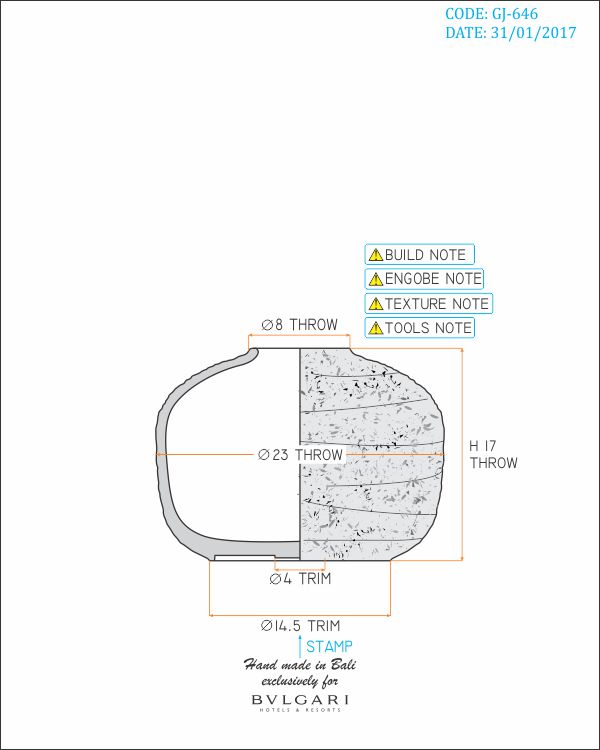 CODE: GJ-646
DATE: 31/01/2017
BUILD NOTE
ENGOBE NOTE
TEXTURE NOTE
TOOLS NOTE
∅8 THROW
∅23 THROW
H 17
THROW
∅4 TRIM
∅14.5 TRIM
STAMP
Hand made in Bali
exclusively for
BVLGARI
HOTELS & RESORTS